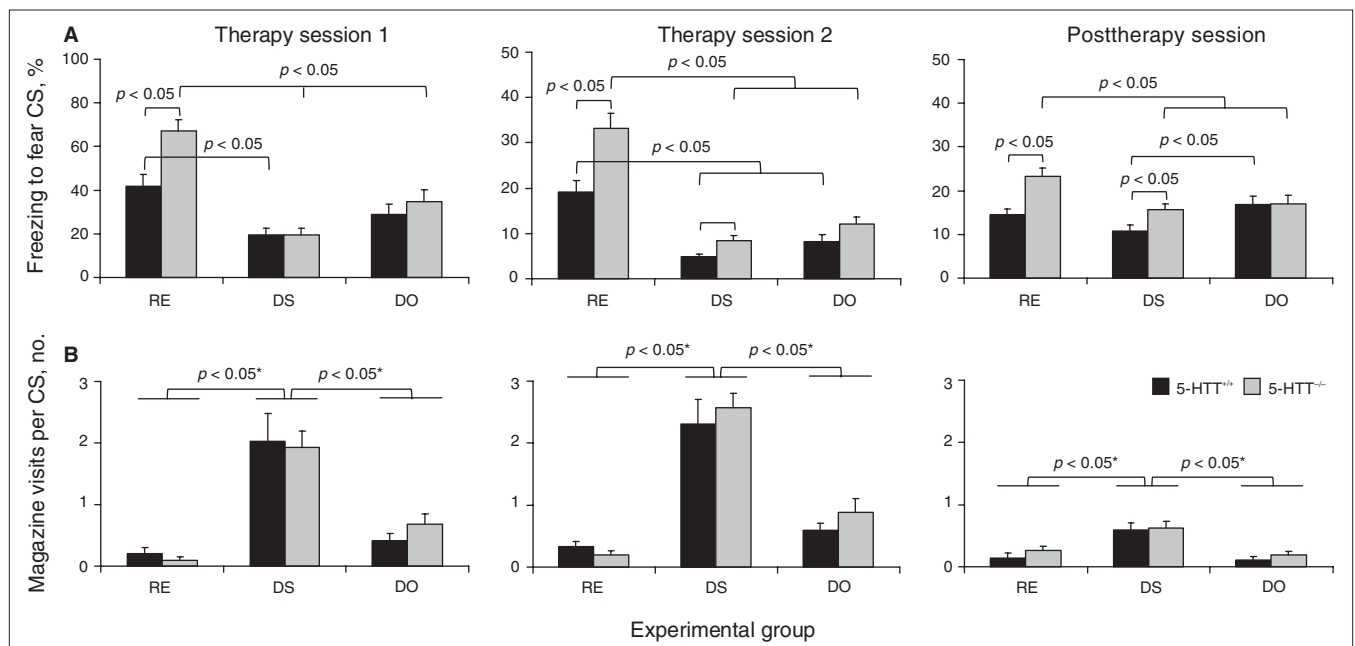 A
Therapy session 1
Therapy session 2
Posttherapy session
Freezing to fear CS, %
100
80
60
40
20
0
p < 0.05
p < 0.05
p < 0.05
RE
DS
DO
50
40
30
20
10
0
p < 0.05
p < 0.05
p < 0.05
RE
DS
DO
50
40
30
20
10
0
p < 0.05
p < 0.05
p < 0.05
p < 0.05
RE
DS
DO
B
Magazine visits per CS, no.
3
2
1
0
p < 0.05*
p < 0.05*
RE
DS
DO
3
2
1
0
p < 0.05*
p < 0.05*
RE
DS
DO
3
2
1
0
5-HTT+/+
5-HTT−/−
p < 0.05*
p < 0.05*
RE
DS
DO
Experimental group